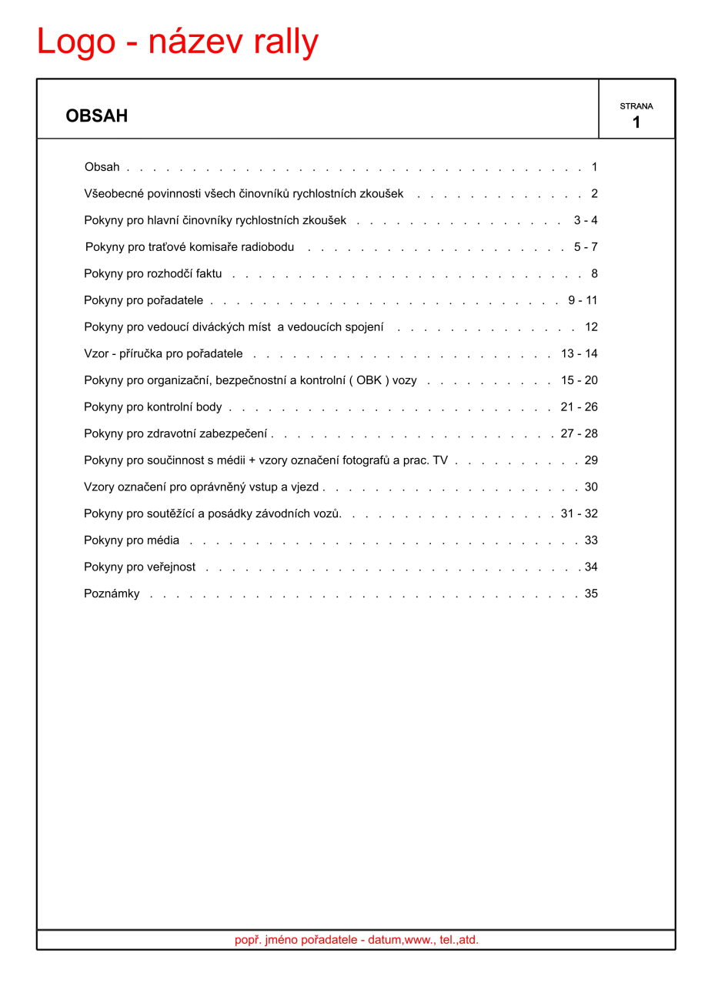 Logo - název rally
OBSAH
STRANA
1
Obsah . . . . . . . . . . . . . . . . . . . . . . . . . . . . . . . . . . . 1
Všeobecné povinnosti všech činovníků rychlostních zkoušek . . . . . . . . . . . . . 2
Pokyny pro hlavní činovníky rychlostních zkoušek . . . . . . . . . . . . . . . . 3 - 4
Pokyny pro traťové komisaře radiobodu . . . . . . . . . . . . . . . . . . . . 5 - 7
Pokyny pro rozhodčí faktu . . . . . . . . . . . . . . . . . . . . . . . . . . . 8
Pokyny pro pořadatele . . . . . . . . . . . . . . . . . . . . . . . . . . . 9 - 11
Pokyny pro vedoucí diváckých míst a vedoucích spojení . . . . . . . . . . . . . . 12
Vzor - příručka pro pořadatele . . . . . . . . . . . . . . . . . . . . . . . 13 - 14
Pokyny pro organizační, bezpečnostní a kontrolní ( OBK ) vozy . . . . . . . . . . 15 - 20
Pokyny pro kontrolní body . . . . . . . . . . . . . . . . . . . . . . . . . 21 - 26
Pokyny pro zdravotní zabezpečení . . . . . . . . . . . . . . . . . . . . . . 27 - 28
Pokyny pro součinnost s médii + vzory označení fotografů a prac. TV . . . . . . . . . . 29
Vzory označení pro oprávněný vstup a vjezd . . . . . . . . . . . . . . . . . . . . 30
Pokyny pro soutěžící a posádky závodních vozů. . . . . . . . . . . . . . . . . 31 - 32
Pokyny pro média . . . . . . . . . . . . . . . . . . . . . . . . . . . . . . 33
Pokyny pro veřejnost . . . . . . . . . . . . . . . . . . . . . . . . . . . . . 34
Poznámky . . . . . . . . . . . . . . . . . . . . . . . . . . . . . . . . . 35
popř. jméno pořadatele - datum,www., tel.,atd.